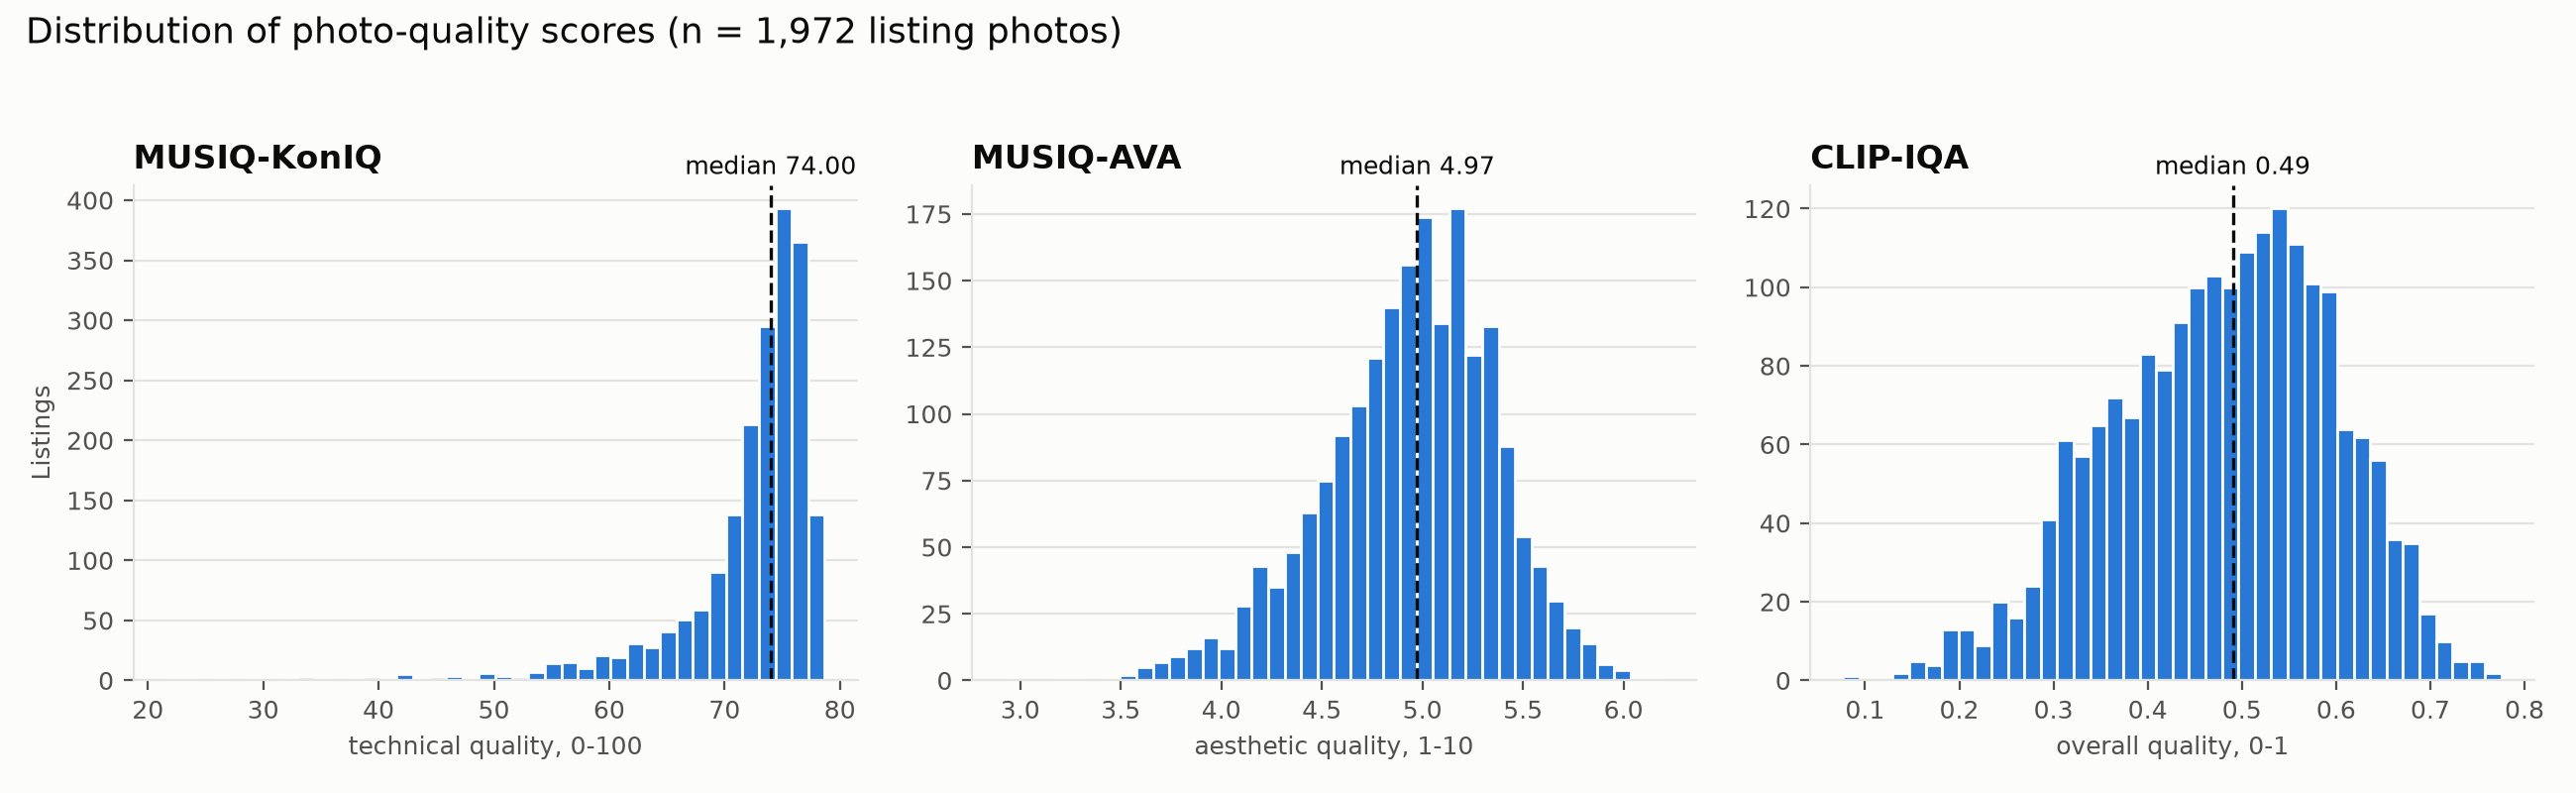 Distribution of photo-quality scores (n = 1,972 listing photos)
MUSIQ-KonIQ
median 74.00
Listings
400
350
300
250
200
150
100
50
0
20 30 40 50 60 70 80
technical quality, 0-100
MUSIQ-AVA
median 4.97
175
150
125
100
75
50
25
0
3.0 3.5 4.0 4.5 5.0 5.5 6.0
aesthetic quality, 1-10
CLIP-IQA
median 0.49
120
100
80
60
40
20
0
0.1 0.2 0.3 0.4 0.5 0.6 0.7 0.8
overall quality, 0-1